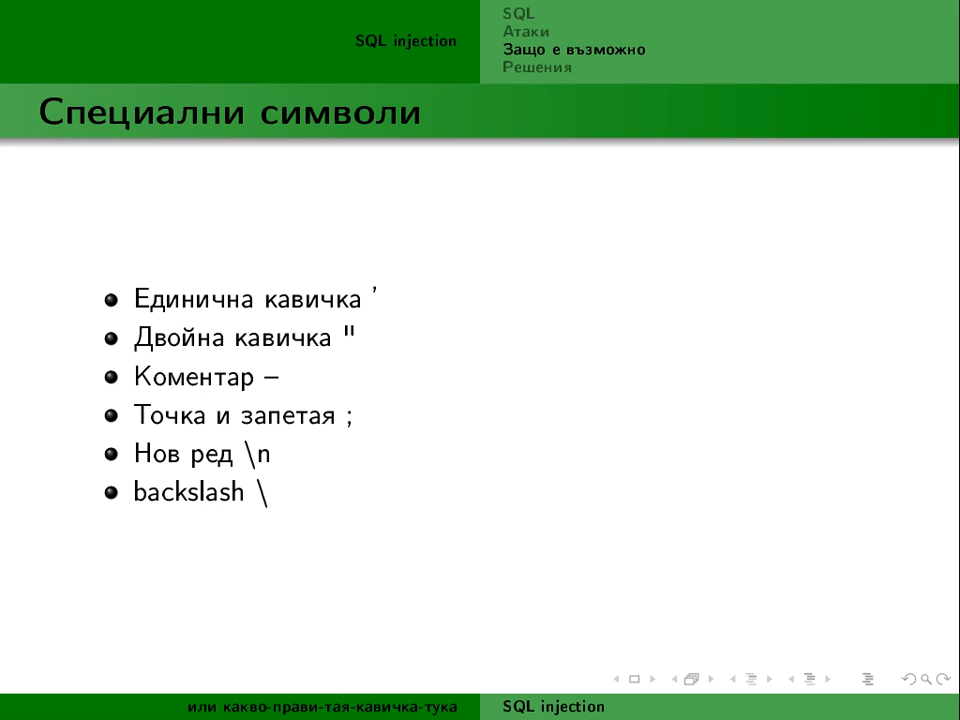 SQL injection
SQL
Атаки
Защо е възможно
Решения
Специални символи
Единична кавичка '
Двойна кавичка "
Коментар –
Точка и запетая ;
Нов ред \n
backslash \
или какво-прави-тая-кавичка-тука
SQL injection